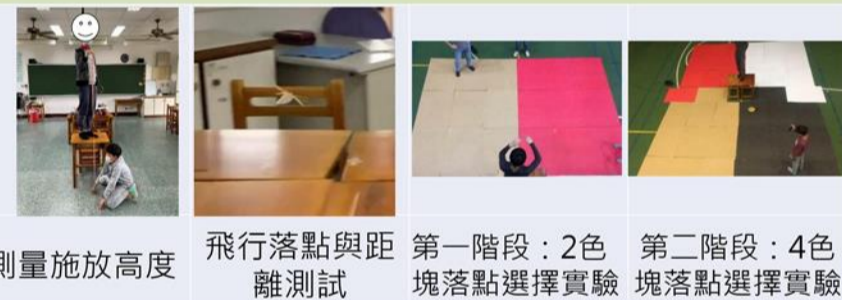 測量施放高度
飛行落點與距
離測試
第一階段：2色
塊落點選擇實驗
第二階段：4色
塊落點選擇實驗